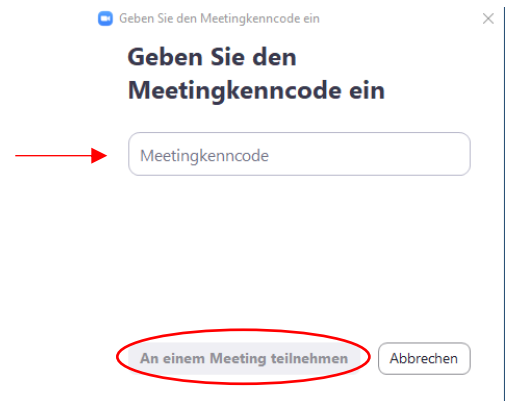 Geben Sie den Meetingkenncode ein
Geben Sie den
Meetingkenncode ein
Meetingkenncode
An einem Meeting teilnehmen Abbrechen